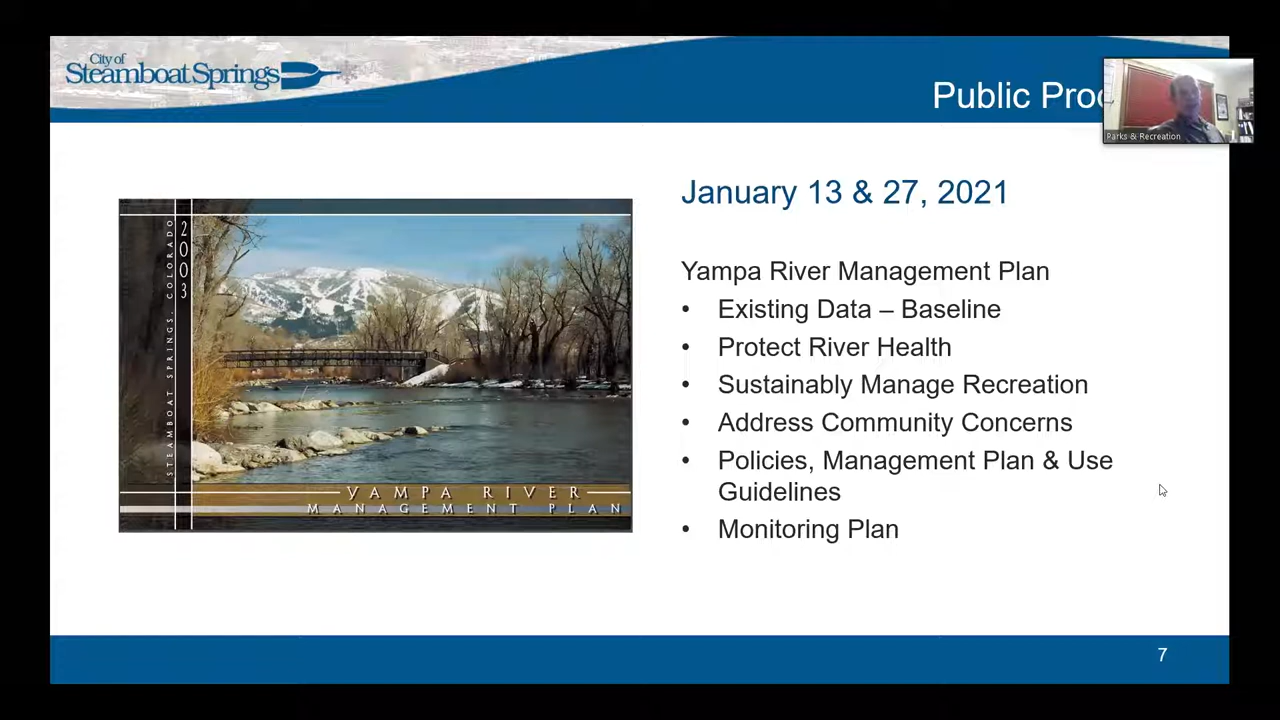 City of
Steamboat Springs
Public Proc
Parks & Recreation
January 13 & 27, 2021
Yampa River Management Plan
• Existing Data – Baseline
• Protect River Health
• Sustainably Manage Recreation
• Address Community Concerns
• Policies, Management Plan & Use
Guidelines
• Monitoring Plan
STEAMBOAT SPRINGS, COLORADO
2003
YAMPA RIVER
MANAGEMENT PLAN
7